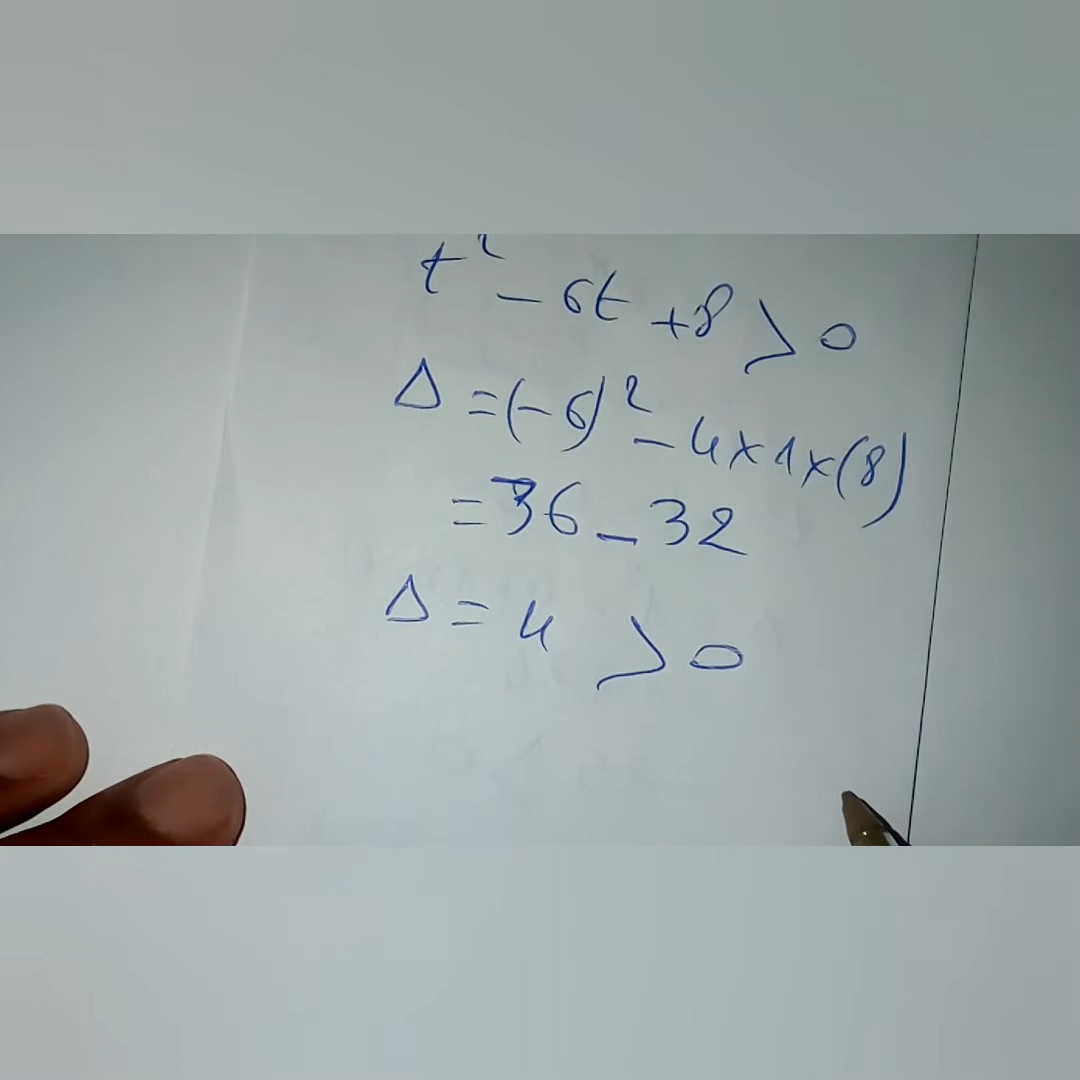 t² - 6t + 8 > 0
Δ = (-6)² - 4×1×(8)
= 36 - 32
Δ = 4 > 0